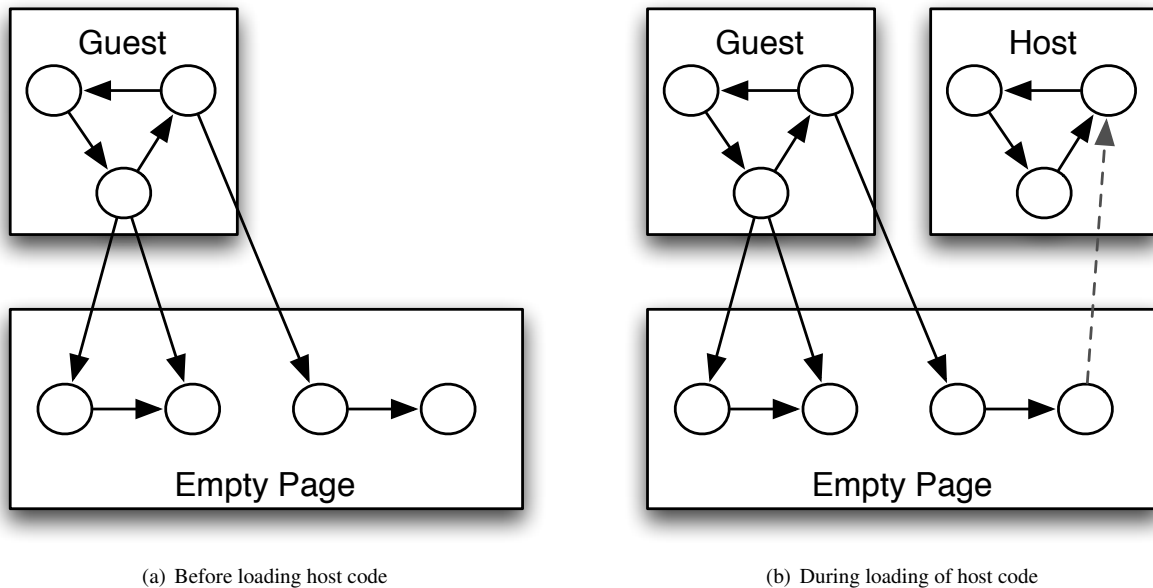 Guest
Empty Page
(a) Before loading host code
Guest
Host
Empty Page
(b) During loading of host code